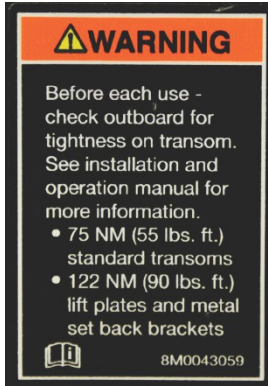 WARNING
Before each use -
check outboard for
tightness on transom.
See installation and
operation manual for
more information.
• 75 NM (55 lbs. ft.)
standard transoms
• 122 NM (90 lbs. ft.)
lift plates and metal
set back brackets
8M0043059